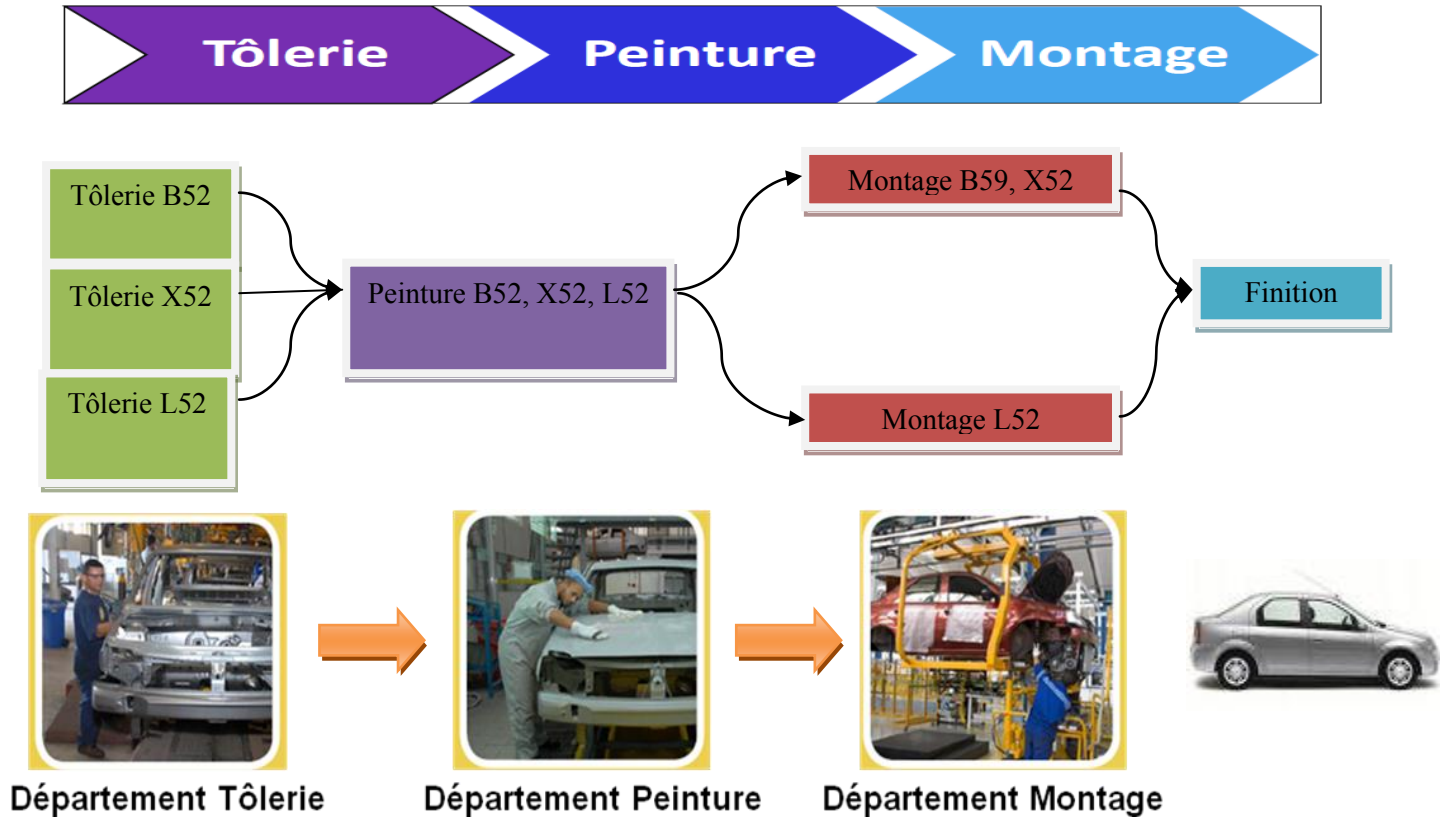 Tôlerie
Peinture
Montage
Tôlerie B52
Tôlerie X52
Tôlerie L52
Peinture B52, X52, L52
Montage B59, X52
Montage L52
Finition
Département Tôlerie
Département Peinture
Département Montage